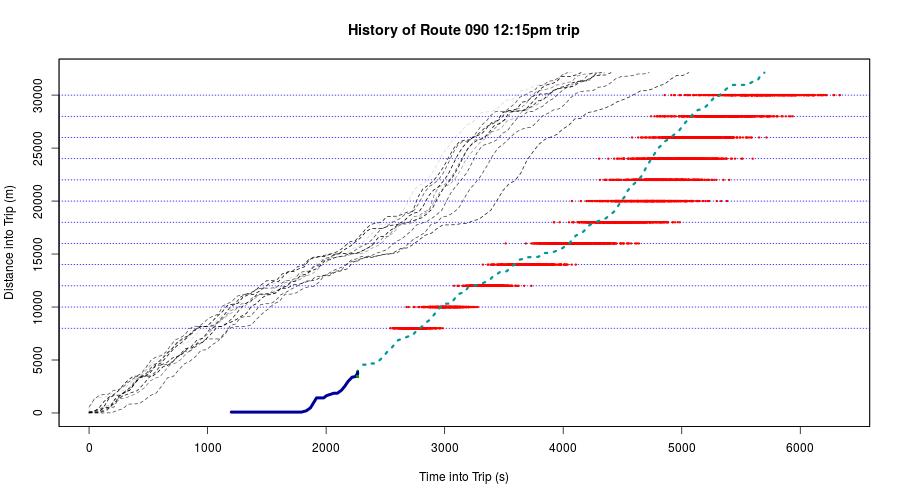 History of Route 090 12:15pm trip
Distance into Trip (m)
30000
25000
20000
15000
10000
5000
0
0 1000 2000 3000 4000 5000 6000
Time into Trip (s)